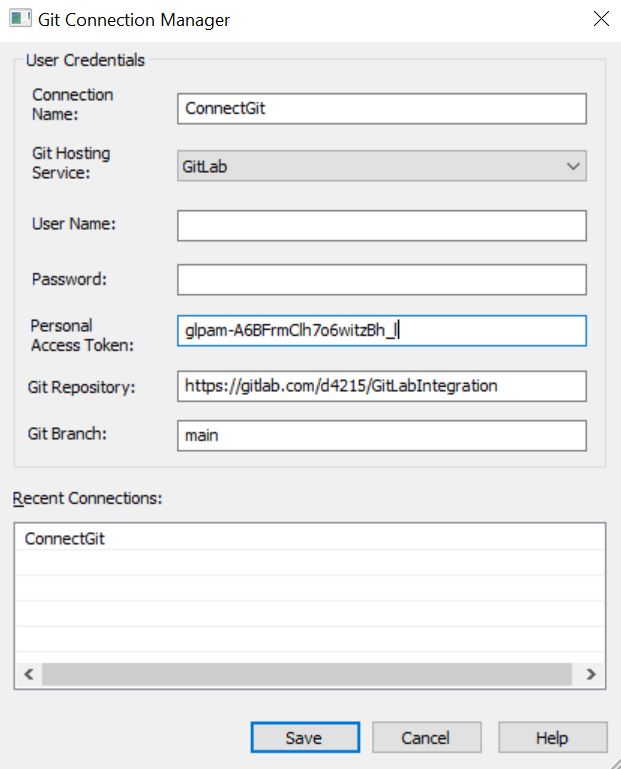 Git Connection Manager
User Credentials
Connection
Name:
ConnectGit
Git Hosting
Service:
GitLab
User Name:
Password:
Personal
Access Token:
glpam-A6BFrmClh7o6witzBh_l
Git Repository:
https://gitlab.com/d4215/GitLabIntegration
Git Branch:
main
Recent Connections:
ConnectGit
Save
Cancel
Help